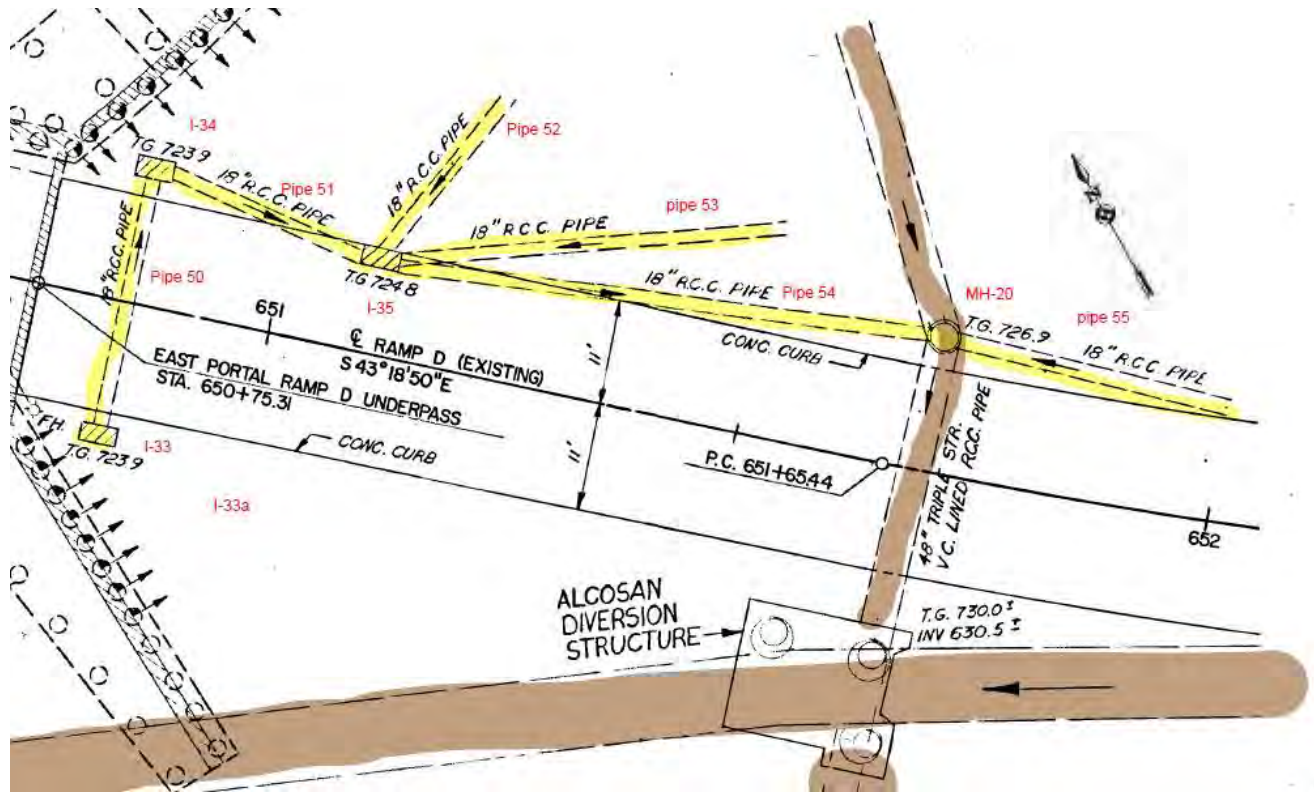 I-34
T.G. 723.9
18" R.C.C. PIPE
Pipe 51
18" R.C.C. PIPE
Pipe 52
18" R.C.C. PIPE
pipe 53
18" R.C.C. PIPE
Pipe 50
T.G. 724.8
I-35
18" R.C.C. PIPE
Pipe 54
MH-20
T.G. 726.9
pipe 55
18" R.C.C. PIPE
N
651
℄ RAMP D (EXISTING)
S 43° 18' 50" E
11'
11'
CONC. CURB
EAST PORTAL RAMP D UNDERPASS
STA. 650+75.31
F.H.
T.G. 723.9
I-33
CONC. CURB
I-33a
P.C. 651+65.44
48" TRIPLE STR.
V.C. LINED R.C.C. PIPE
652
ALCOSAN
DIVERSION
STRUCTURE
T.G. 730.0±
INV 630.5±